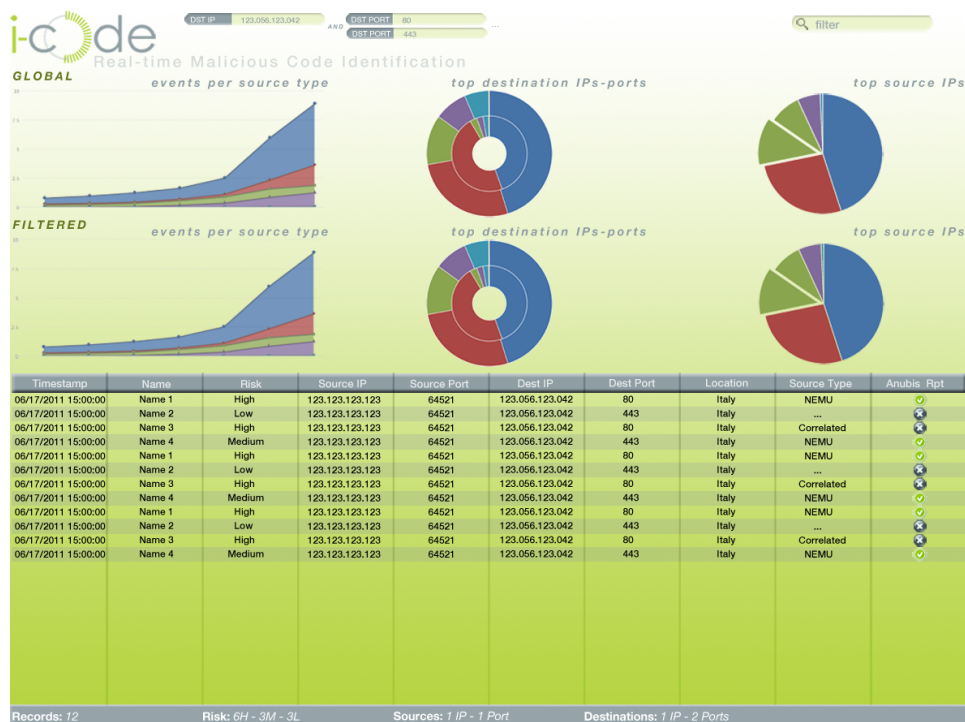 i-code
DST IP 123.056.123.042 AND DST PORT 80 ...
DST PORT 443
filter
Real-time Malicious Code Identification
GLOBAL
events per source type top destination IPs-ports top source IPs
10
7.5
5
2.5
0
FILTERED
events per source type top destination IPs-ports top source IPs
10
7.5
5
2.5
0
Timestamp Name Risk Source IP Source Port Dest IP Dest Port Location Source Type Anubis Rpt
06/17/2011 15:00:00 Name 1 High 123.123.123.123 64521 123.056.123.042 80 Italy NEMU
06/17/2011 15:00:00 Name 2 Low 123.123.123.123 64521 123.056.123.042 443 Italy ...
06/17/2011 15:00:00 Name 3 High 123.123.123.123 64521 123.056.123.042 80 Italy Correlated
06/17/2011 15:00:00 Name 4 Medium 123.123.123.123 64521 123.056.123.042 443 Italy NEMU
06/17/2011 15:00:00 Name 1 High 123.123.123.123 64521 123.056.123.042 80 Italy NEMU
06/17/2011 15:00:00 Name 2 Low 123.123.123.123 64521 123.056.123.042 443 Italy ...
06/17/2011 15:00:00 Name 3 High 123.123.123.123 64521 123.056.123.042 80 Italy Correlated
06/17/2011 15:00:00 Name 4 Medium 123.123.123.123 64521 123.056.123.042 443 Italy NEMU
06/17/2011 15:00:00 Name 1 High 123.123.123.123 64521 123.056.123.042 80 Italy NEMU
06/17/2011 15:00:00 Name 2 Low 123.123.123.123 64521 123.056.123.042 443 Italy ...
06/17/2011 15:00:00 Name 3 High 123.123.123.123 64521 123.056.123.042 80 Italy Correlated
06/17/2011 15:00:00 Name 4 Medium 123.123.123.123 64521 123.056.123.042 443 Italy NEMU
Records: 12 Risk: 6H - 3M - 3L Sources: 1 IP - 1 Port Destinations: 1 IP - 2 Ports